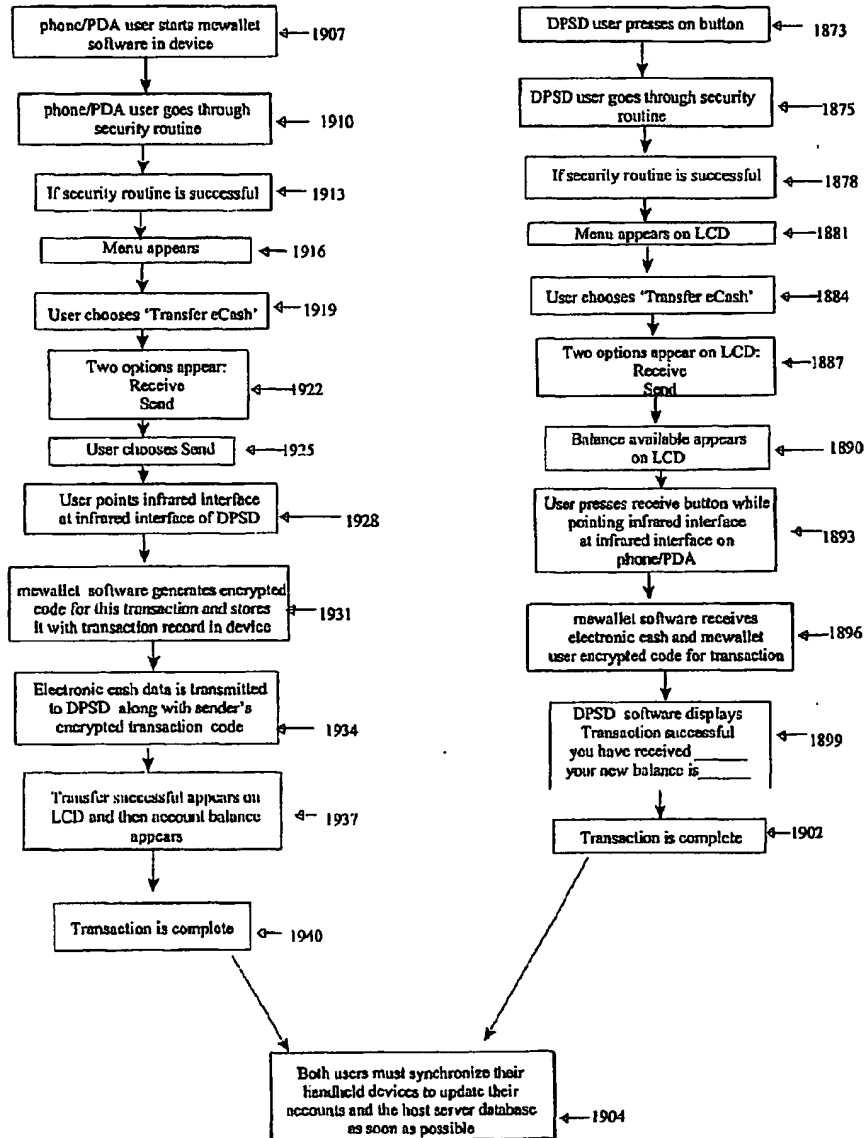 phone/PDA user starts mewallet
software in device
1907
phone/PDA user goes through
security routine
1910
If security routine is successful
1913
Menu appears
1916
User chooses 'Transfer eCash'
1919
Two options appear:
Receive
Send
1922
User chooses Send
1925
User points infrared interface
at infrared interface of DPSD
1928
mewallet software generates encrypted
code for this transaction and stores
it with transaction record in device
1931
Electronic cash data is transmitted
to DPSD along with sender's
encrypted transaction code
1934
Transfer successful appears on
LCD and then account balance
appears
1937
Transaction is complete
1940
DPSD user presses on button
1873
DPSD user goes through security
routine
1875
If security routine is successful
1878
Menu appears on LCD
1881
User chooses 'Transfer eCash'
1884
Two options appear on LCD:
Receive
Send
1887
Balance available appears
on LCD
1890
User presses receive button while
pointing infrared interface
at infrared interface on
phone/PDA
1893
mewallet software receives
electronic cash and mewallet
user encrypted code for transaction
1896
DPSD software displays
Transaction successful
you have received ______
your new balance is______
1899
Transaction is complete
1902
Both users must synchronize their
handheld devices to update their
accounts and the host server database
as soon as possible
1904